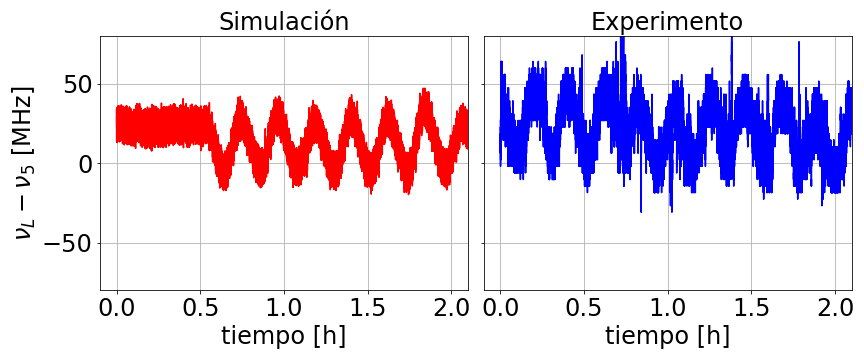 Simulación
Experimento
ν_L − ν_5 [MHz]
50
0
−50
0.0 0.5 1.0 1.5 2.0
0.0 0.5 1.0 1.5 2.0
tiempo [h]
tiempo [h]